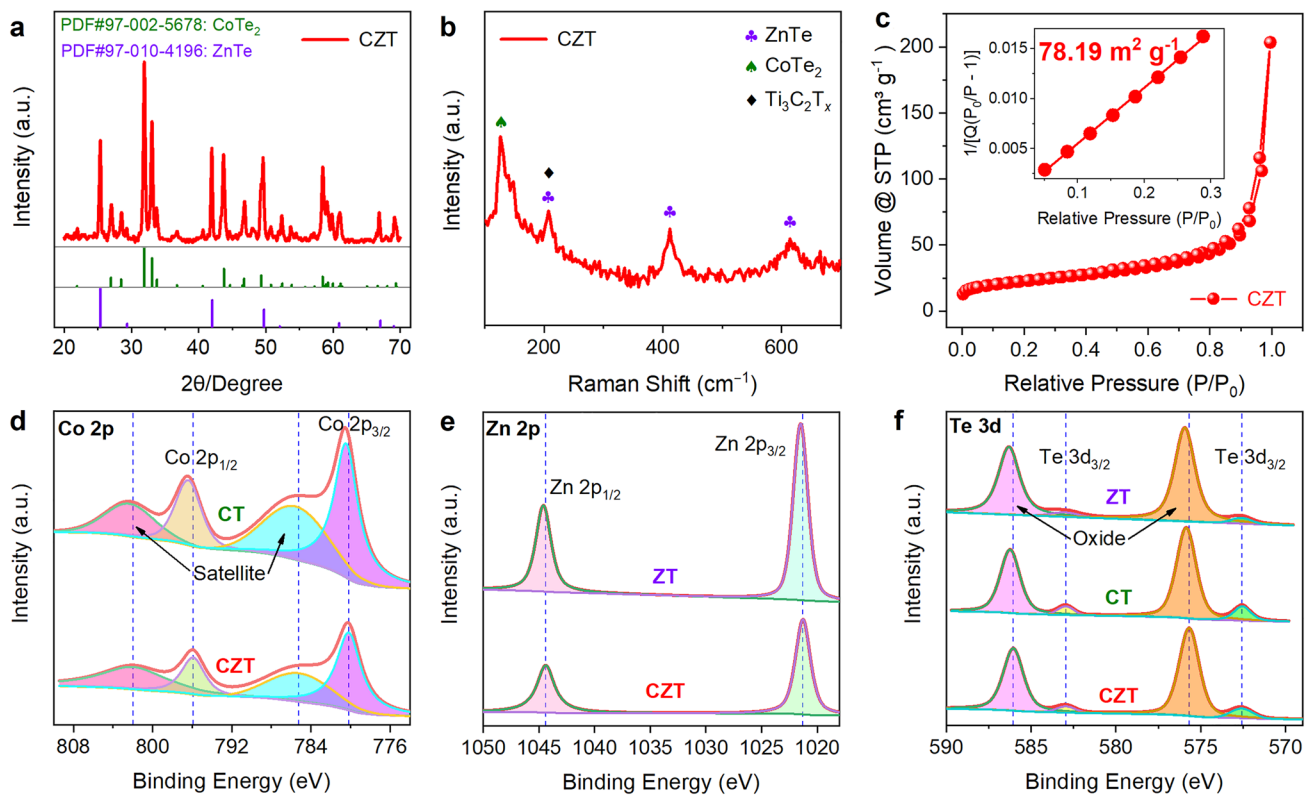 a
PDF#97-002-5678: CoTe₂
PDF#97-010-4196: ZnTe
CZT
Intensity (a.u.)
20 30 40 50 60 70
2θ/Degree
b
CZT
♣ ZnTe
♠ CoTe₂
♦ Ti₃C₂Tₓ
Intensity (a.u.)
200 400 600
Raman Shift (cm⁻¹)
c
Volume @ STP (cm³ g⁻¹)
200
150
100
50
0
0.0 0.2 0.4 0.6 0.8 1.0
Relative Pressure (P/P₀)
CZT
78.19 m² g⁻¹
1/[Q(P₀/P - 1)]
0.015
0.010
0.005
0.1 0.2 0.3
Relative Pressure (P/P₀)
d
Co 2p
Co 2p₃/₂
Co 2p₁/₂
CT
Satellite
CZT
Intensity (a.u.)
808 800 792 784 776
Binding Energy (eV)
e
Zn 2p
Zn 2p₃/₂
Zn 2p₁/₂
ZT
CZT
Intensity (a.u.)
1050 1045 1040 1035 1030 1025 1020
Binding Energy (eV)
f
Te 3d
Te 3d₃/₂
Te 3d₃/₂
ZT
Oxide
CT
CZT
Intensity (a.u.)
590 585 580 575 570
Binding Energy (eV)